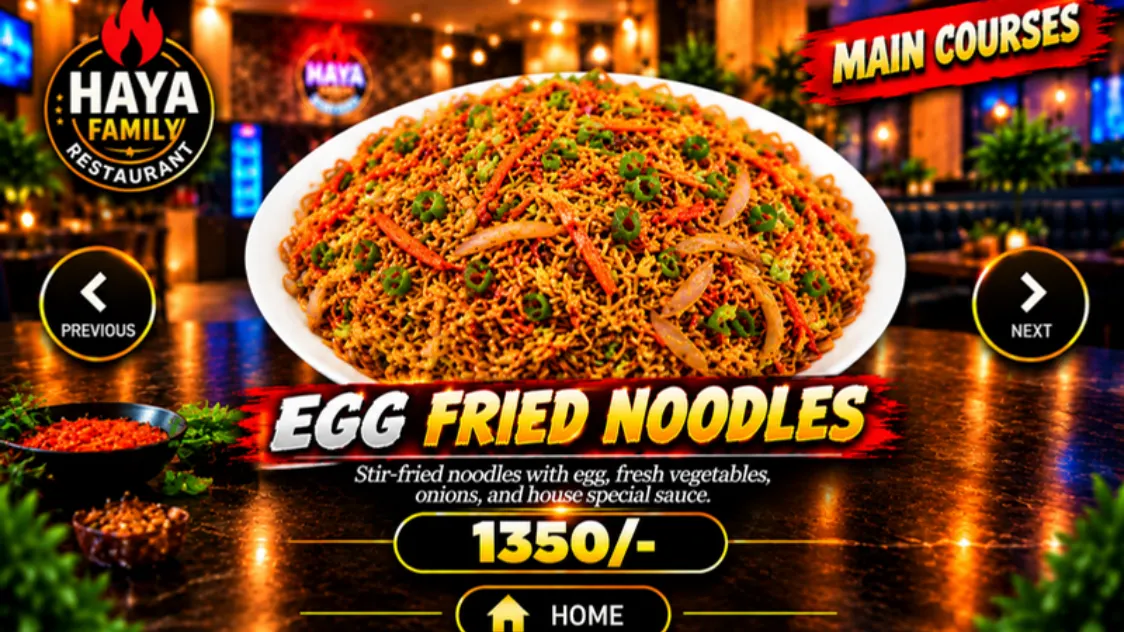 HAYA
FAMILY
RESTAURANT
HAYA
MAIN COURSES
PREVIOUS
NEXT
EGG FRIED NOODLES
Stir-fried noodles with egg, fresh vegetables,
onions, and house special sauce.
1350/-
HOME